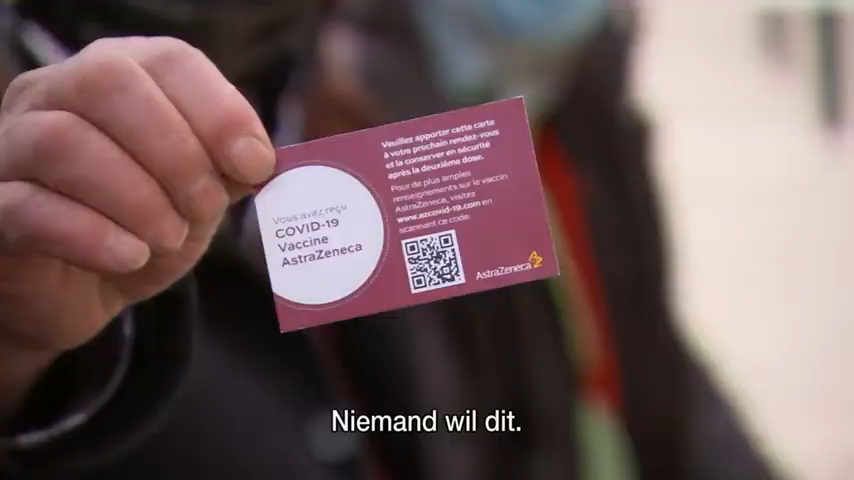 Vous avez reçu
COVID-19
Vaccine
AstraZeneca
Veuillez apporter cette carte
à votre prochain rendez-vous
et la conserver en sécurité
après la deuxième dose.
Pour de plus amples
renseignements sur le vaccin
AstraZeneca, visitez
www.azcovid-19.com en
scannant ce code.
AstraZeneca
Niemand wil dit.